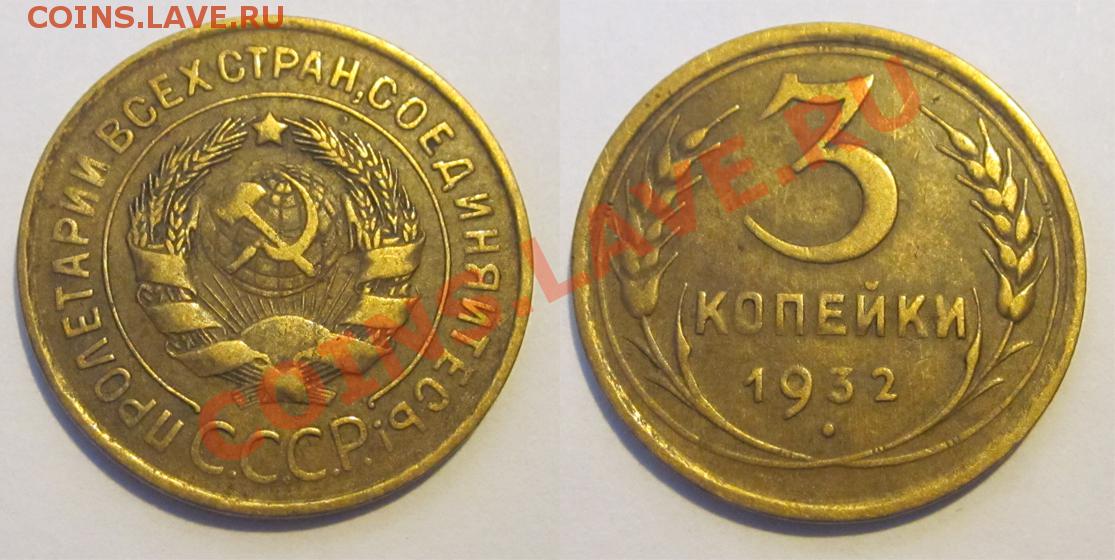 COINS.LAVE.RU
ПРОЛЕТАРИИ ВСЕХ СТРАН, СОЕДИНЯЙТЕСЬ!
С.С.С.Р.
3
КОПЕЙКИ
1932
COINS.LAVE.RU